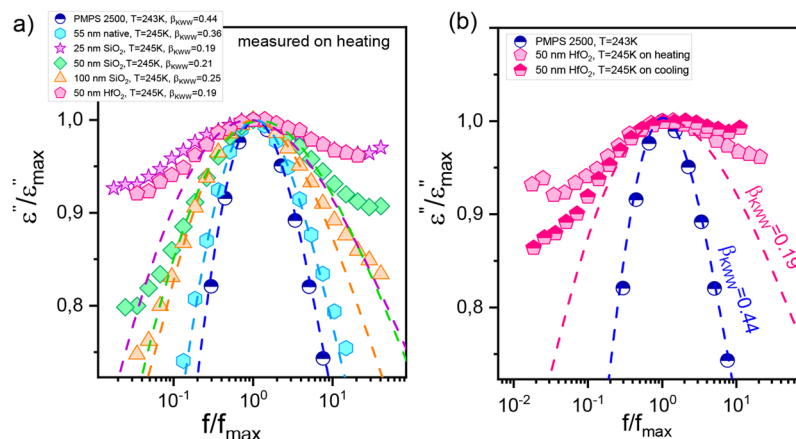 a)
PMPS 2500, T=243K, βKWW=0.44
55 nm native, T=245K, βKWW=0.36
25 nm SiO₂, T=245K, βKWW=0.19
50 nm SiO₂,T=245K, βKWW=0.21
100 nm SiO₂, T=245K, βKWW=0.25
50 nm HfO₂, T=245K, βKWW=0.19
measured on heating
1,0
0,9
0,8
ε''/ε''max
10⁻¹ 10⁰ 10¹
f/fmax
(b)
PMPS 2500, T=243K
50 nm HfO₂, T=245K on heating
50 nm HfO₂, T=245K on cooling
1,0
0,9
0,8
ε''/ε''max
βKWW=0.19
βKWW=0.44
10⁻² 10⁻¹ 10⁰ 10¹
f/fmax